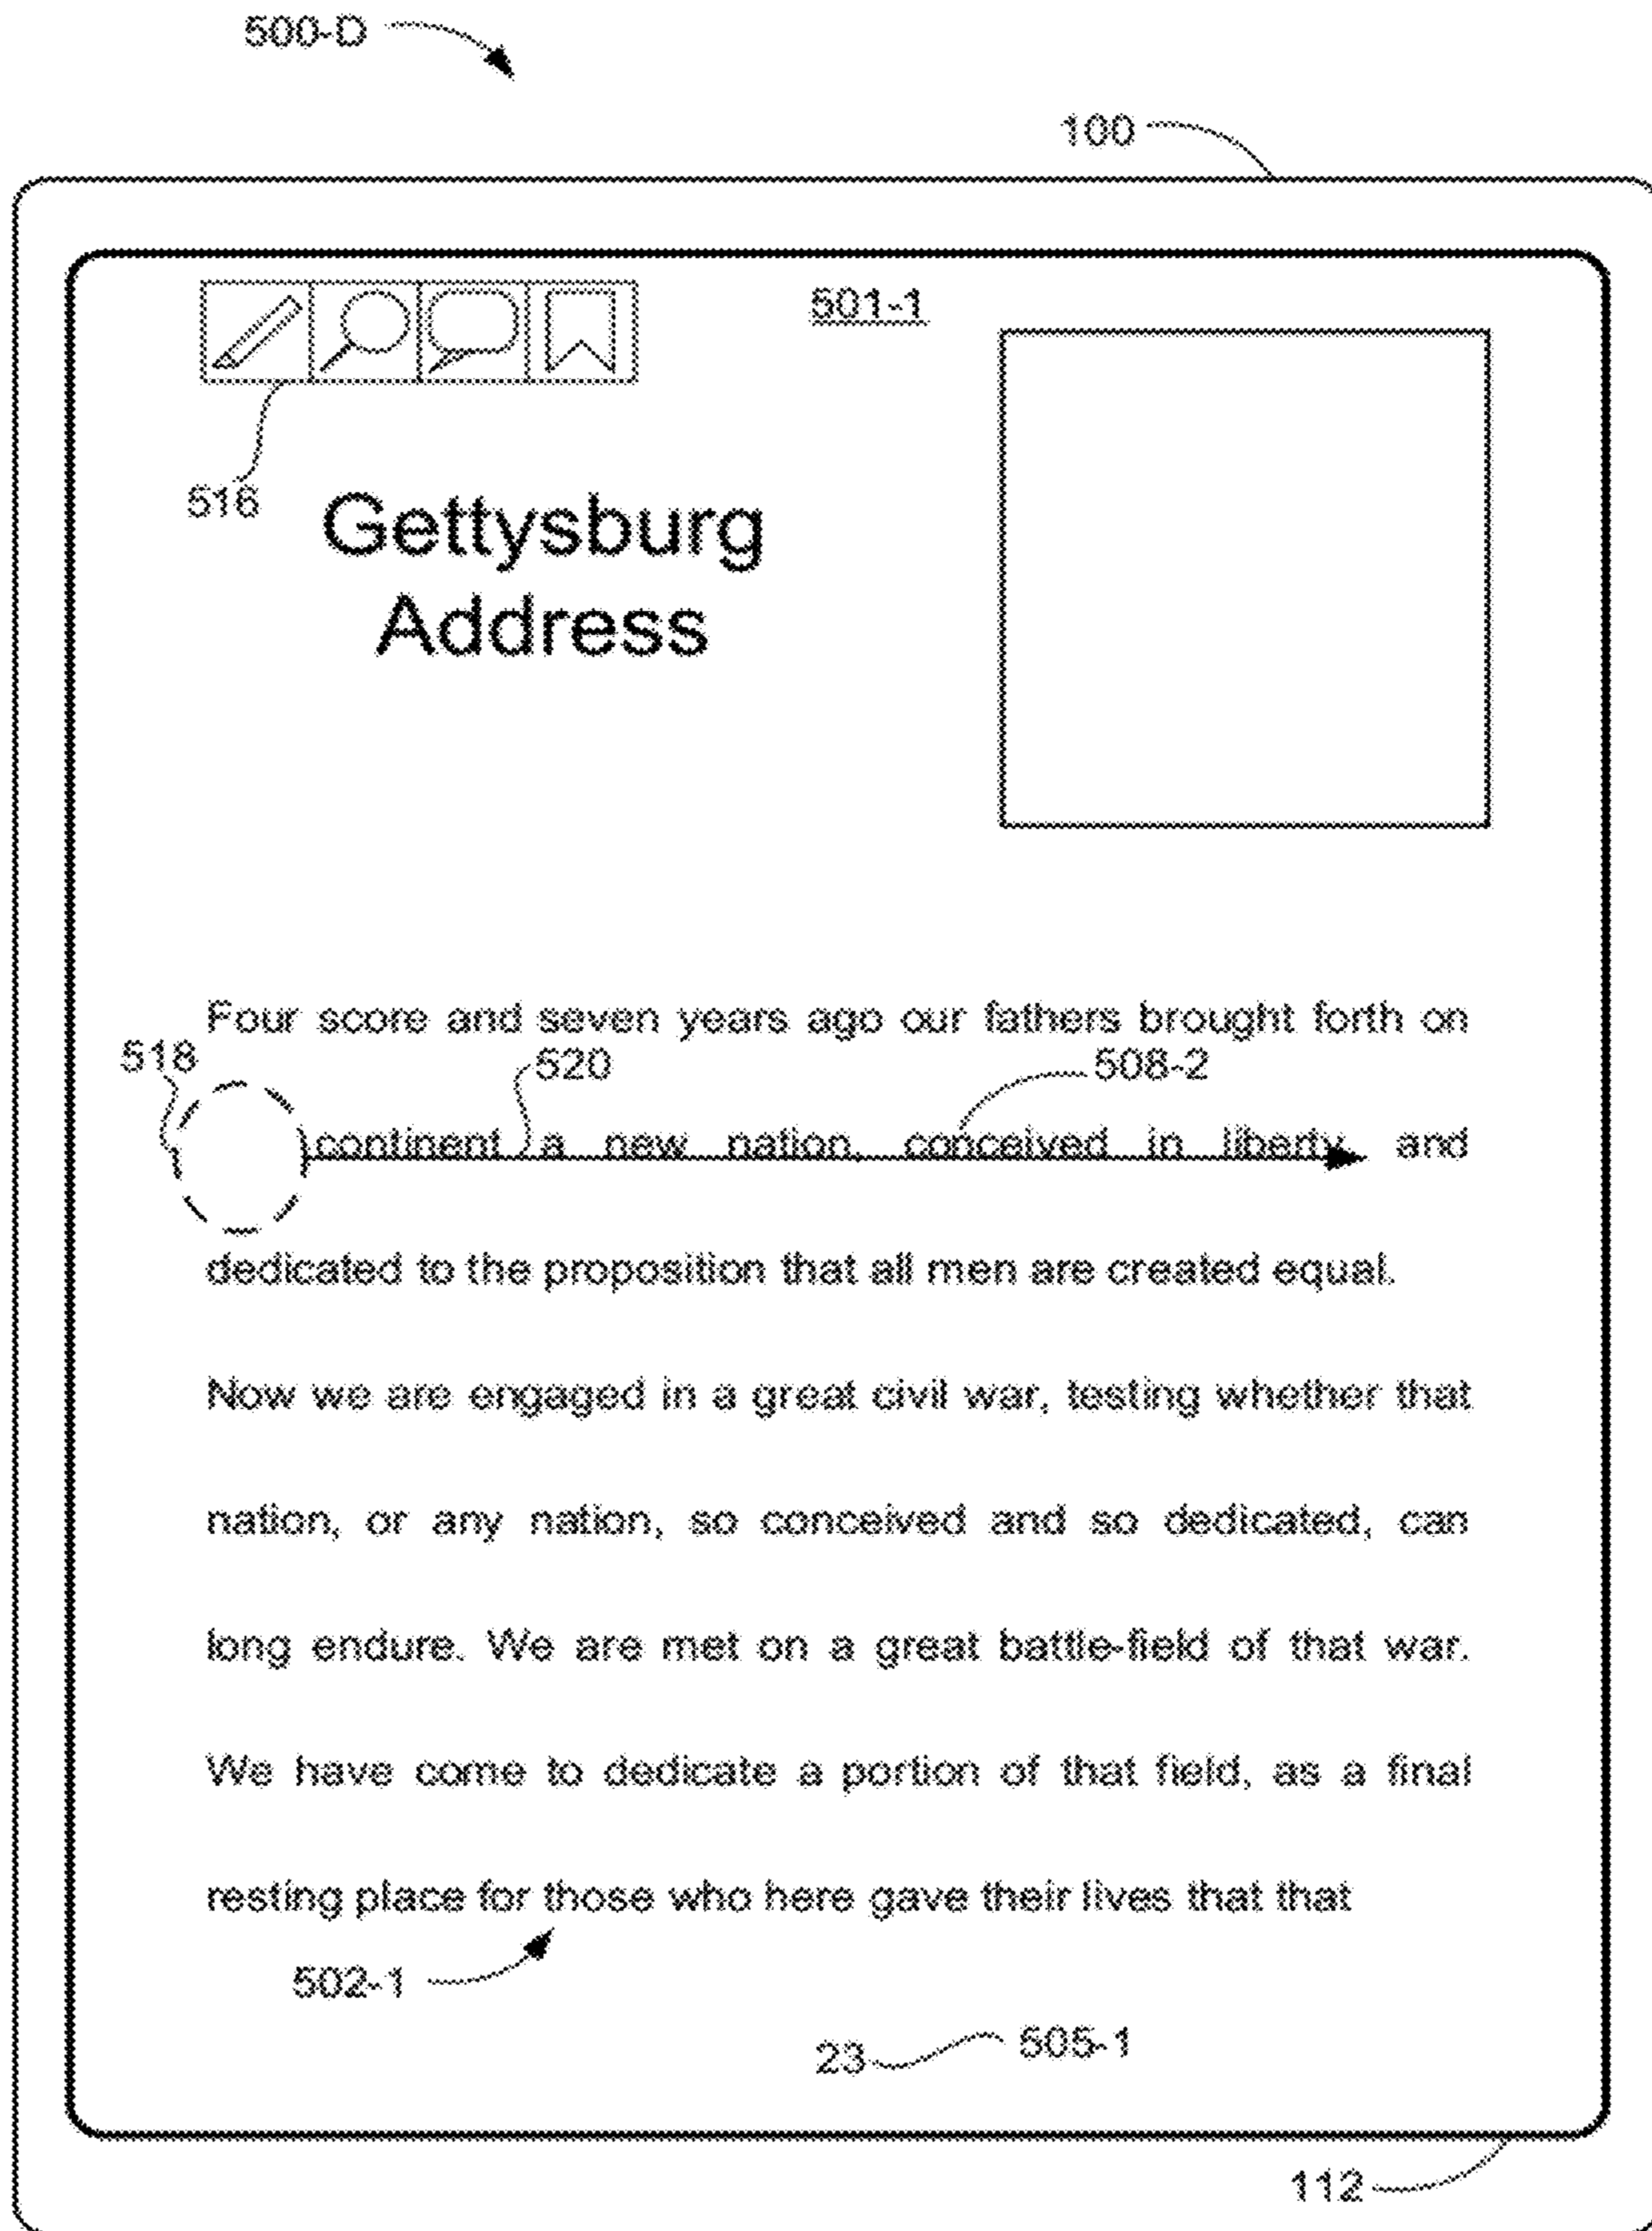 500-D
100
501-1
516
Gettysburg
Address
Four score and seven years ago our fathers brought forth on
518
520
508-2
continent a new nation, conceived in liberty, and
dedicated to the proposition that all men are created equal.
Now we are engaged in a great civil war, testing whether that
nation, or any nation, so conceived and so dedicated, can
long endure. We are met on a great battle-field of that war.
We have come to dedicate a portion of that field, as a final
resting place for those who here gave their lives that that
502-1
23
505-1
112